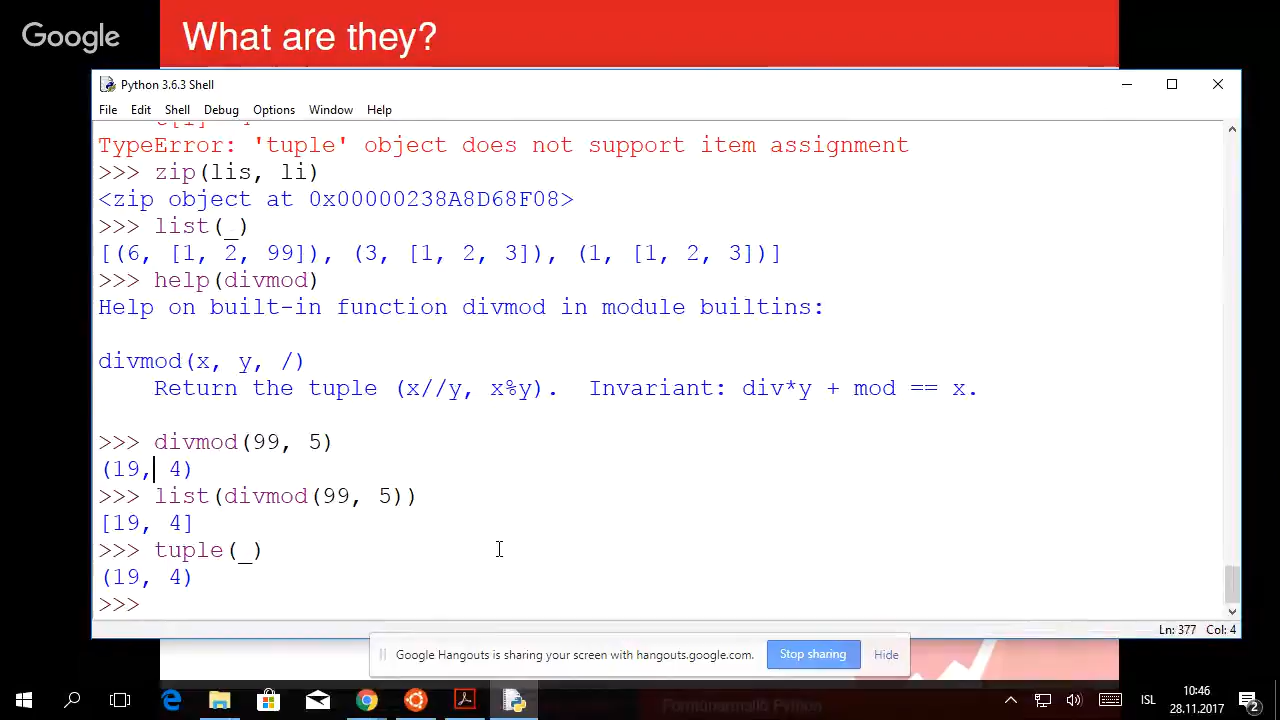 Google
What are they?
Python 3.6.3 Shell
File Edit Shell Debug Options Window Help
TypeError: 'tuple' object does not support item assignment
>>> zip(lis, li)
<zip object at 0x00000238A8D68F08>
>>> list(_)
[(6, [1, 2, 99]), (3, [1, 2, 3]), (1, [1, 2, 3])]
>>> help(divmod)
Help on built-in function divmod in module builtins:
divmod(x, y, /)
Return the tuple (x//y, x%y).  Invariant: div*y + mod == x.
>>> divmod(99, 5)
(19, 4)
>>> list(divmod(99, 5))
[19, 4]
>>> tuple(_)
(19, 4)
>>>
Ln: 377 Col: 4
Google Hangouts is sharing your screen with hangouts.google.com. Stop sharing Hide
Python
ÍSL
10:46
28.11.2017
2